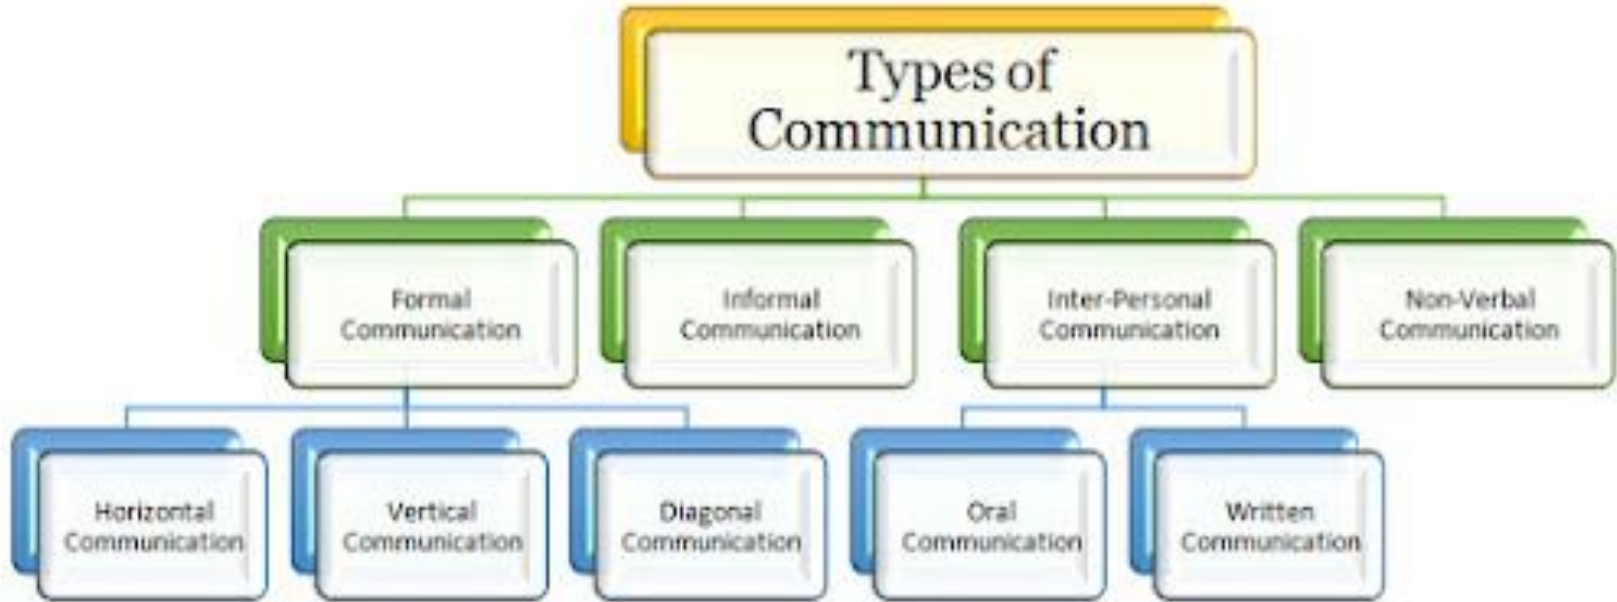 Types of
Communication
Formal
Communication
Informal
Communication
Inter-Personal
Communication
Non-Verbal
Communication
Horizontal
Communication
Vertical
Communication
Diagonal
Communication
Oral
Communication
Written
Communication